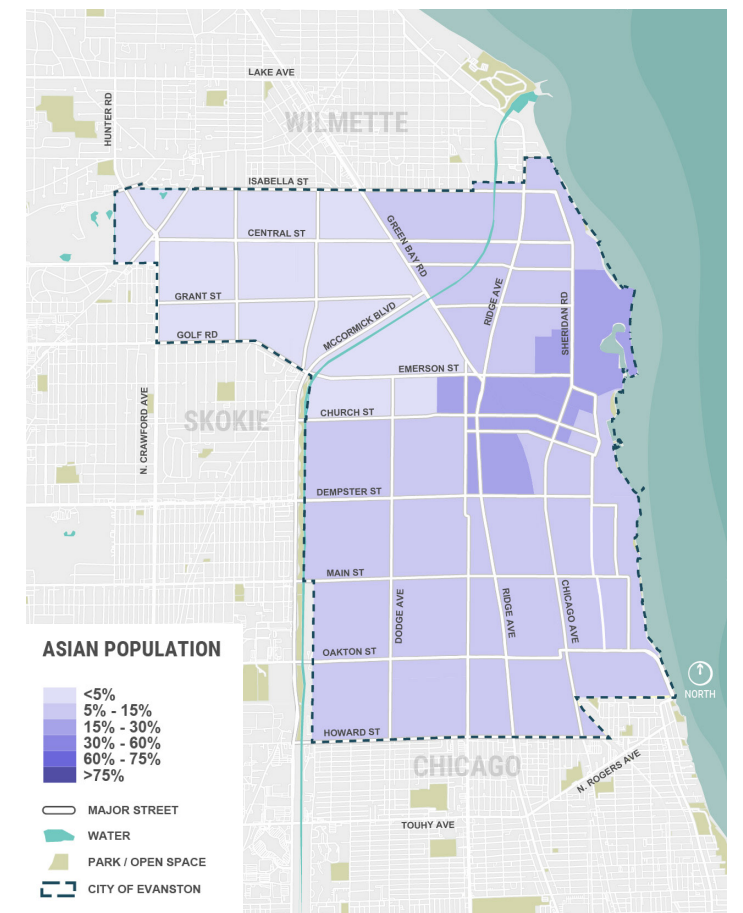 LAKE AVE
HUNTER RD
WILMETTE
ISABELLA ST
GREEN BAY RD
CENTRAL ST
RIDGE AVE
SHERIDAN RD
GRANT ST
MCCORMICK BLVD
GOLF RD
EMERSON ST
N. CRAWFORD AVE
SKOKIE
CHURCH ST
DEMPSTER ST
MAIN ST
DODGE AVE
RIDGE AVE
CHICAGO AVE
OAKTON ST
NORTH
HOWARD ST
CHICAGO
N. ROGERS AVE
TOUHY AVE
ASIAN POPULATION
<5%
5% - 15%
15% - 30%
30% - 60%
60% - 75%
>75%
MAJOR STREET
WATER
PARK / OPEN SPACE
CITY OF EVANSTON